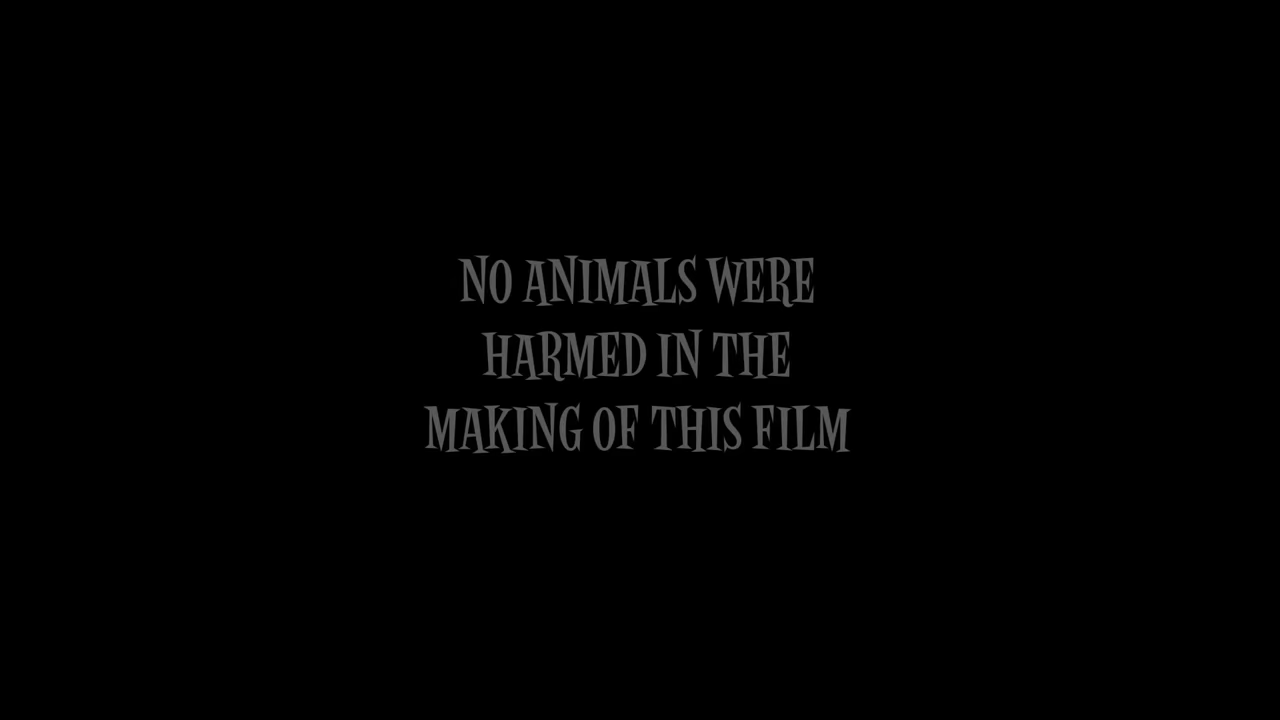 NO ANIMALS WERE
HARMED IN THE
MAKING OF THIS FILM